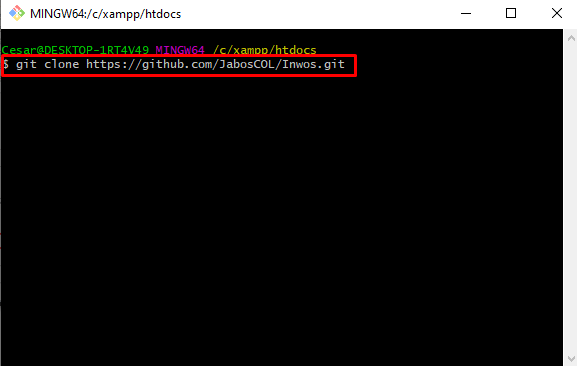 MINGW64:/c/xampp/htdocs
Cesar@DESKTOP-1RT4V49 MINGW64 /c/xampp/htdocs
$ git clone https://github.com/JabosCOL/Inwos.git